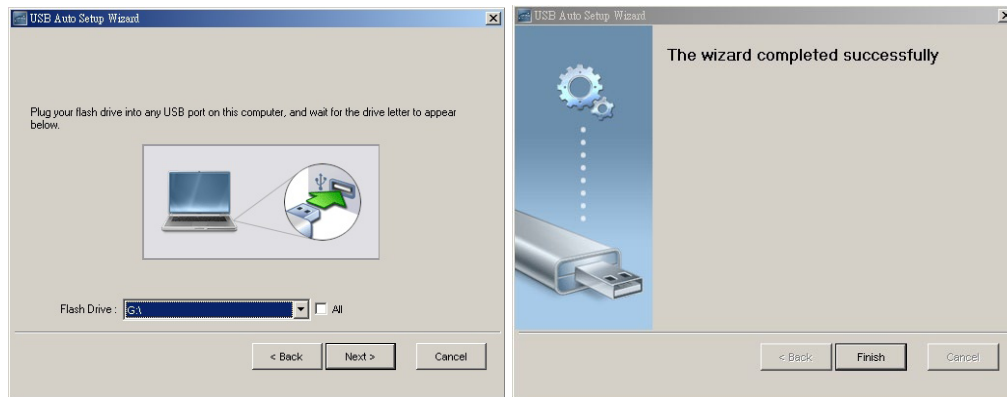 USB Auto Setup Wizard
Plug your flash drive into any USB port on this computer, and wait for the drive letter to appear
below.
Flash Drive : G:\ All
< Back Next > Cancel
USB Auto Setup Wizard
The wizard completed successfully
< Back Finish Cancel